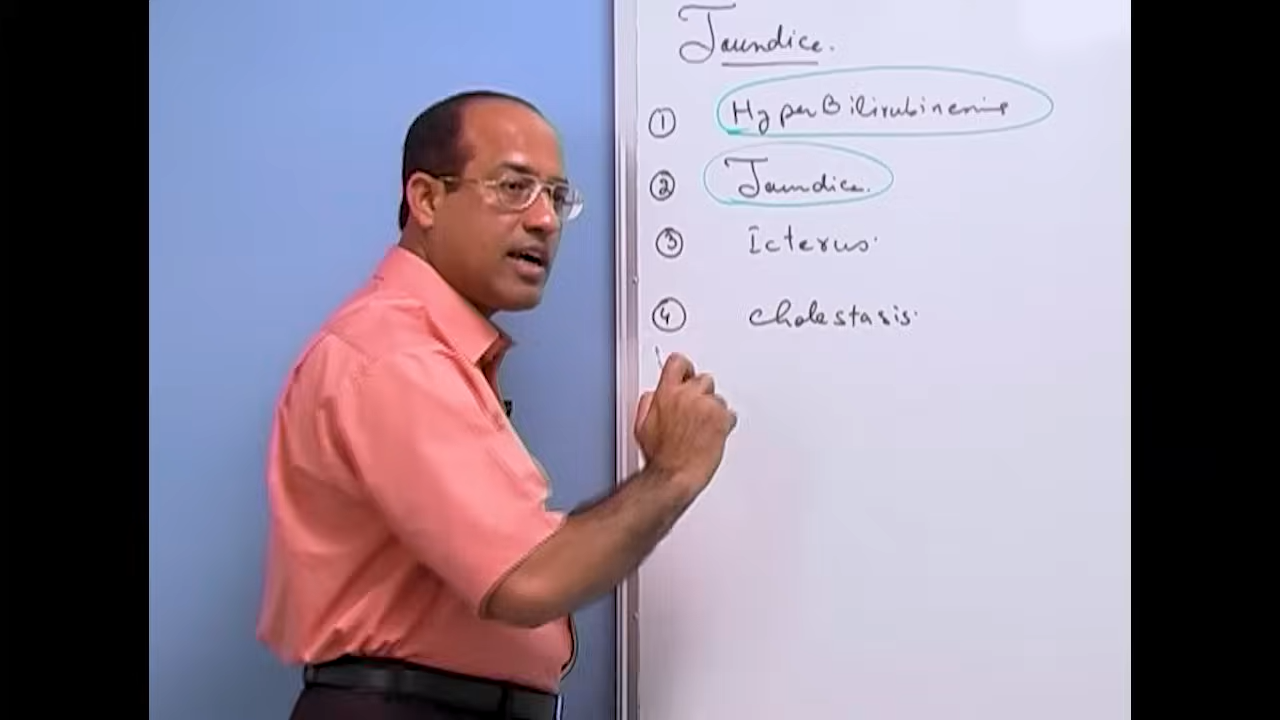 Jaundice.
① HyperBilirubinemia
② Jaundice.
③ Icterus.
④ cholestasis.